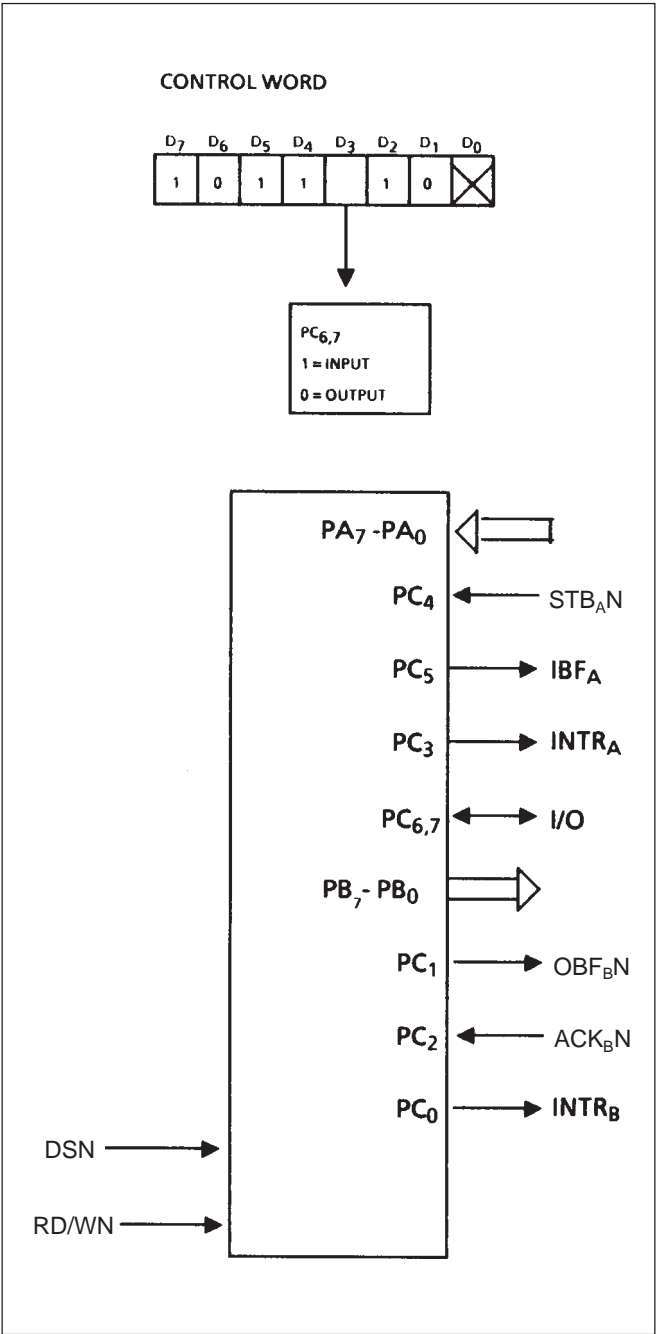 CONTROL WORD
D7 D6 D5 D4 D3 D2 D1 D0
1 0 1 1 1 0
PC6,7
1 = INPUT
0 = OUTPUT
PA7 - PA0
PC4 STBAN
PC5 IBFA
PC3 INTRA
PC6,7 I/O
PB7 - PB0
PC1 OBFBN
PC2 ACKBN
PC0 INTRB
DSN
RD/WN